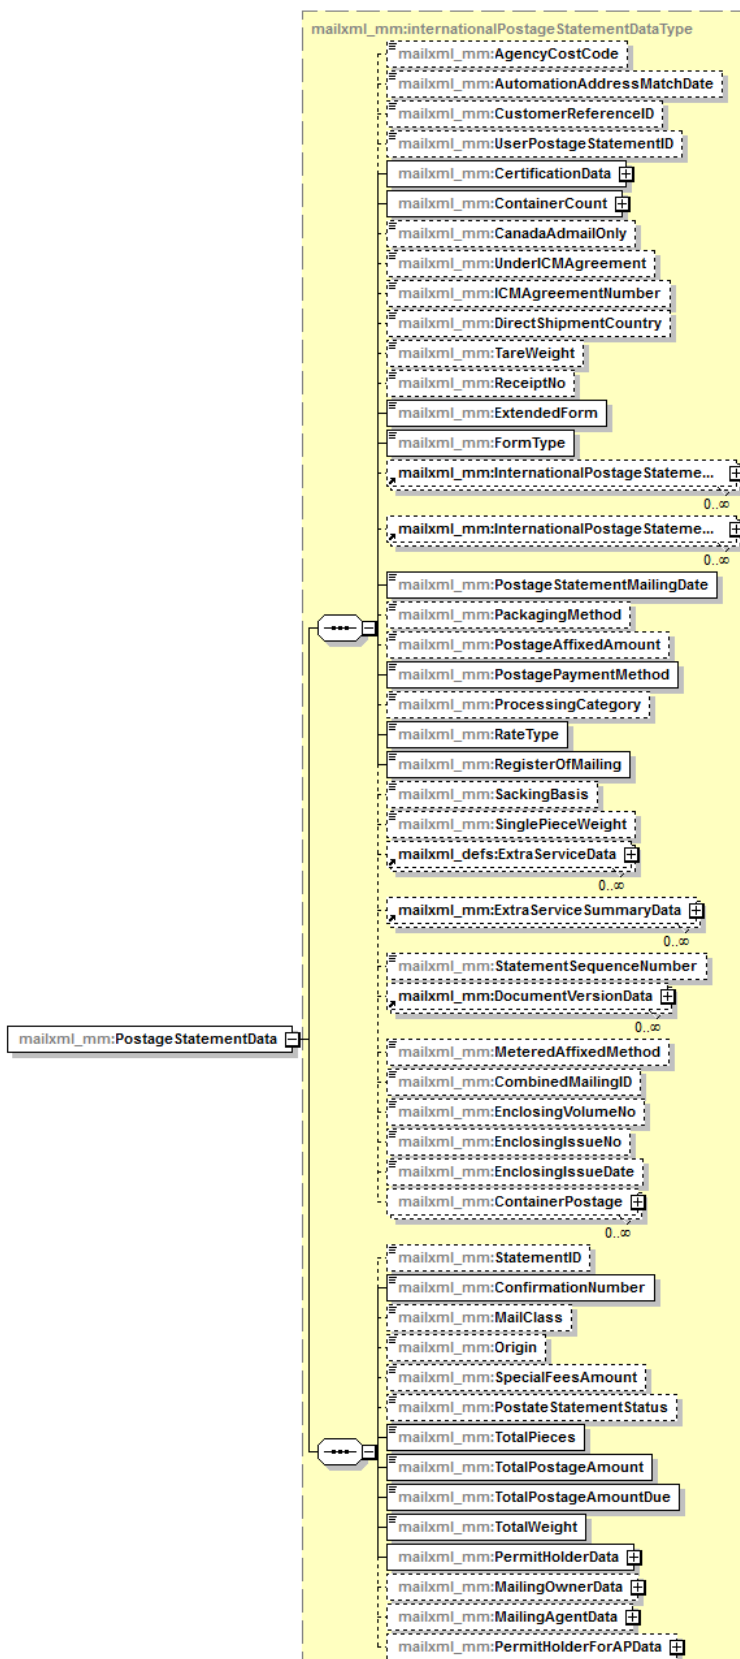 mailxml_mm:internationalPostageStatementDataType
mailxml_mm:AgencyCostCode
mailxml_mm:AutomationAddressMatchDate
mailxml_mm:CustomerReferenceID
mailxml_mm:UserPostageStatementID
mailxml_mm:CertificationData
mailxml_mm:ContainerCount
mailxml_mm:CanadaAdmailOnly
mailxml_mm:UnderICMAgreement
mailxml_mm:ICMAgreementNumber
mailxml_mm:DirectShipmentCountry
mailxml_mm:TareWeight
mailxml_mm:ReceiptNo
mailxml_mm:ExtendedForm
mailxml_mm:FormType
mailxml_mm:InternationalPostageStateme...
0..∞
mailxml_mm:InternationalPostageStateme...
0..∞
mailxml_mm:PostageStatementMailingDate
mailxml_mm:PackagingMethod
mailxml_mm:PostageAffixedAmount
mailxml_mm:PostagePaymentMethod
mailxml_mm:ProcessingCategory
mailxml_mm:RateType
mailxml_mm:RegisterOfMailing
mailxml_mm:SackingBasis
mailxml_mm:SinglePieceWeight
mailxml_defs:ExtraServiceData
0..∞
mailxml_mm:ExtraServiceSummaryData
0..∞
mailxml_mm:StatementSequenceNumber
mailxml_mm:DocumentVersionData
0..∞
mailxml_mm:PostageStatementData
mailxml_mm:MeteredAffixedMethod
mailxml_mm:CombinedMailingID
mailxml_mm:EnclosingVolumeNo
mailxml_mm:EnclosingIssueNo
mailxml_mm:EnclosingIssueDate
mailxml_mm:ContainerPostage
0..∞
mailxml_mm:StatementID
mailxml_mm:ConfirmationNumber
mailxml_mm:MailClass
mailxml_mm:Origin
mailxml_mm:SpecialFeesAmount
mailxml_mm:PostateStatementStatus
mailxml_mm:TotalPieces
mailxml_mm:TotalPostageAmount
mailxml_mm:TotalPostageAmountDue
mailxml_mm:TotalWeight
mailxml_mm:PermitHolderData
mailxml_mm:MailingOwnerData
mailxml_mm:MailingAgentData
mailxml_mm:PermitHolderForAPData